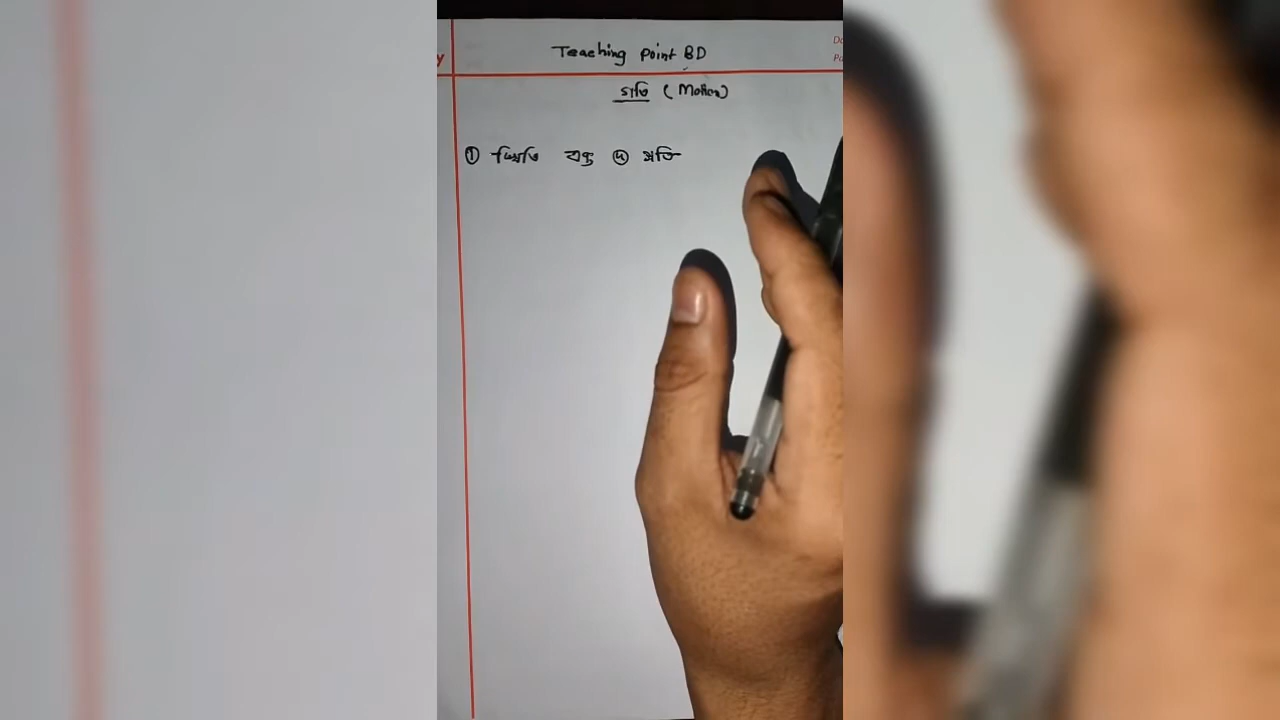 Teaching Point BD
গতি (Motion)
① স্থিতি বস্তু ② গতি